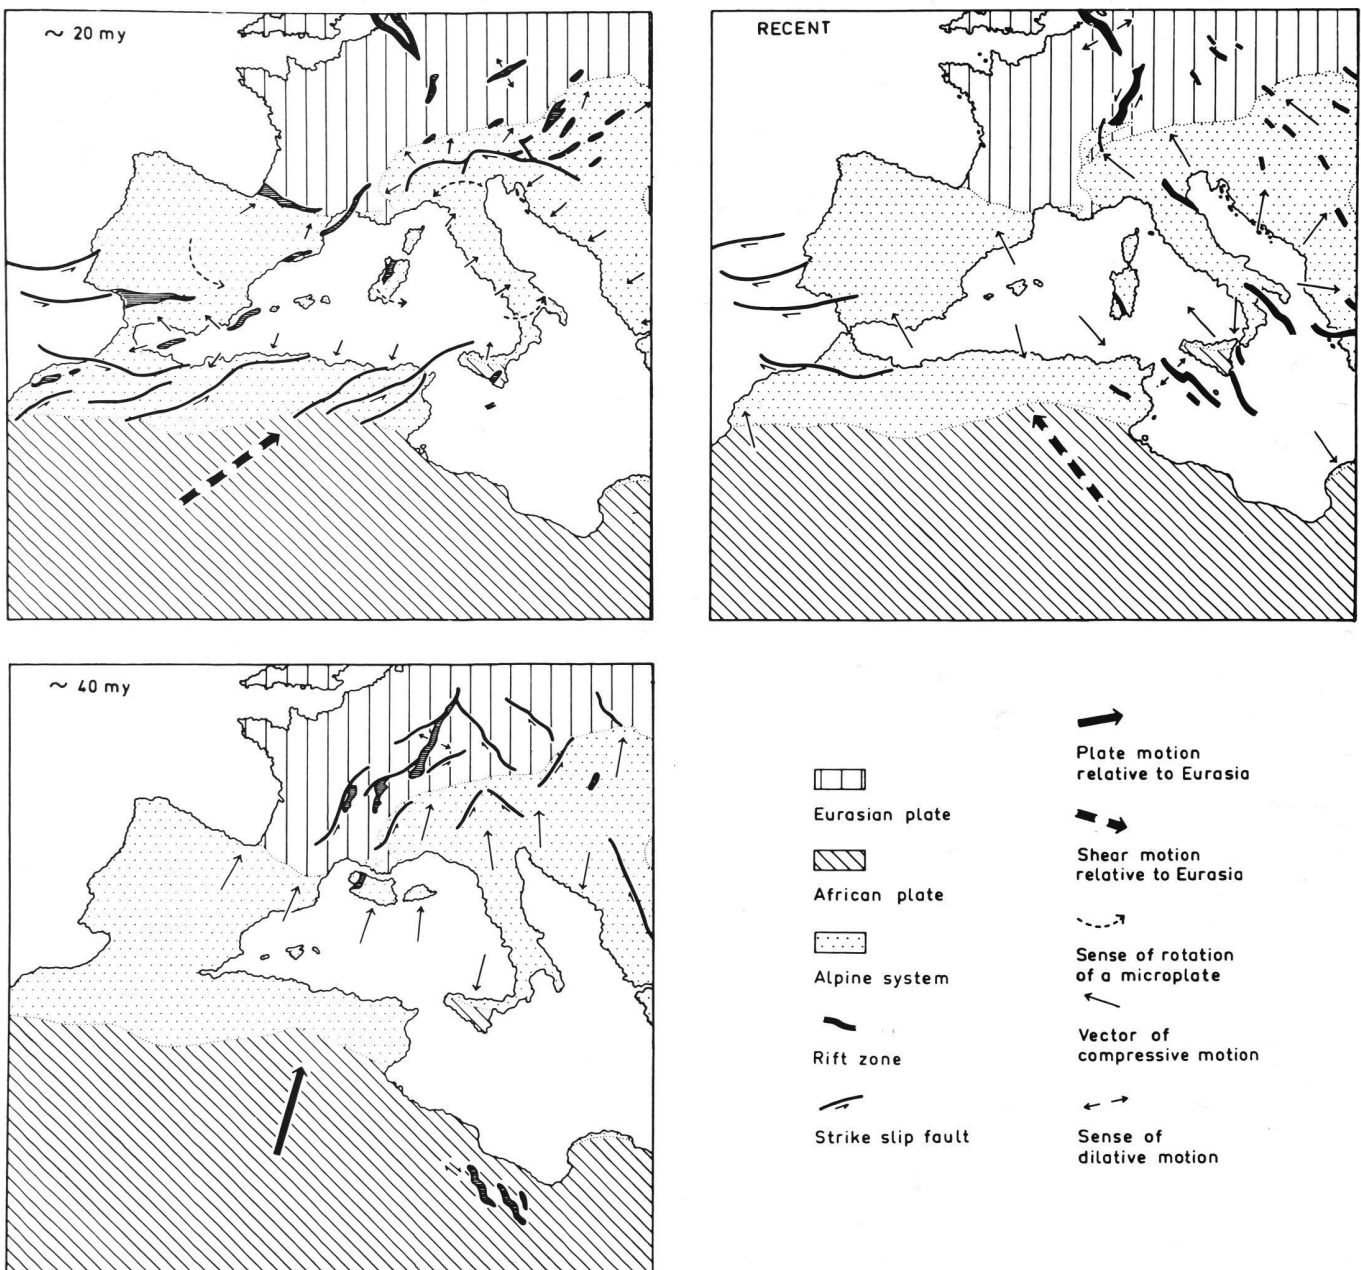 ~ 20 my
RECENT
~ 40 my
Eurasian plate
African plate
Alpine system
Rift zone
Strike slip fault
Plate motion
relative to Eurasia
Shear motion
relative to Eurasia
Sense of rotation
of a microplate
Vector of
compressive motion
Sense of
dilative motion